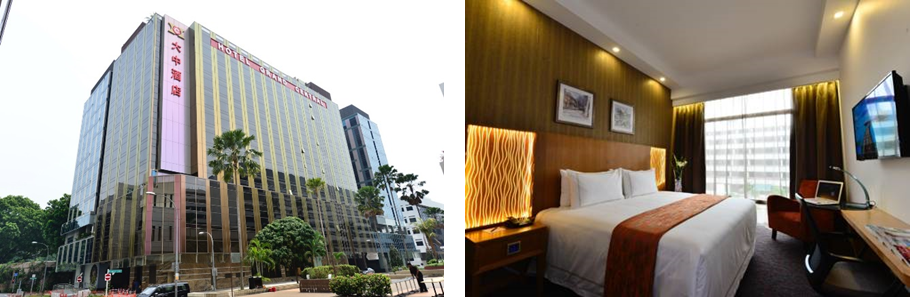 大中酒店
HOTEL GRAND CENTRAL